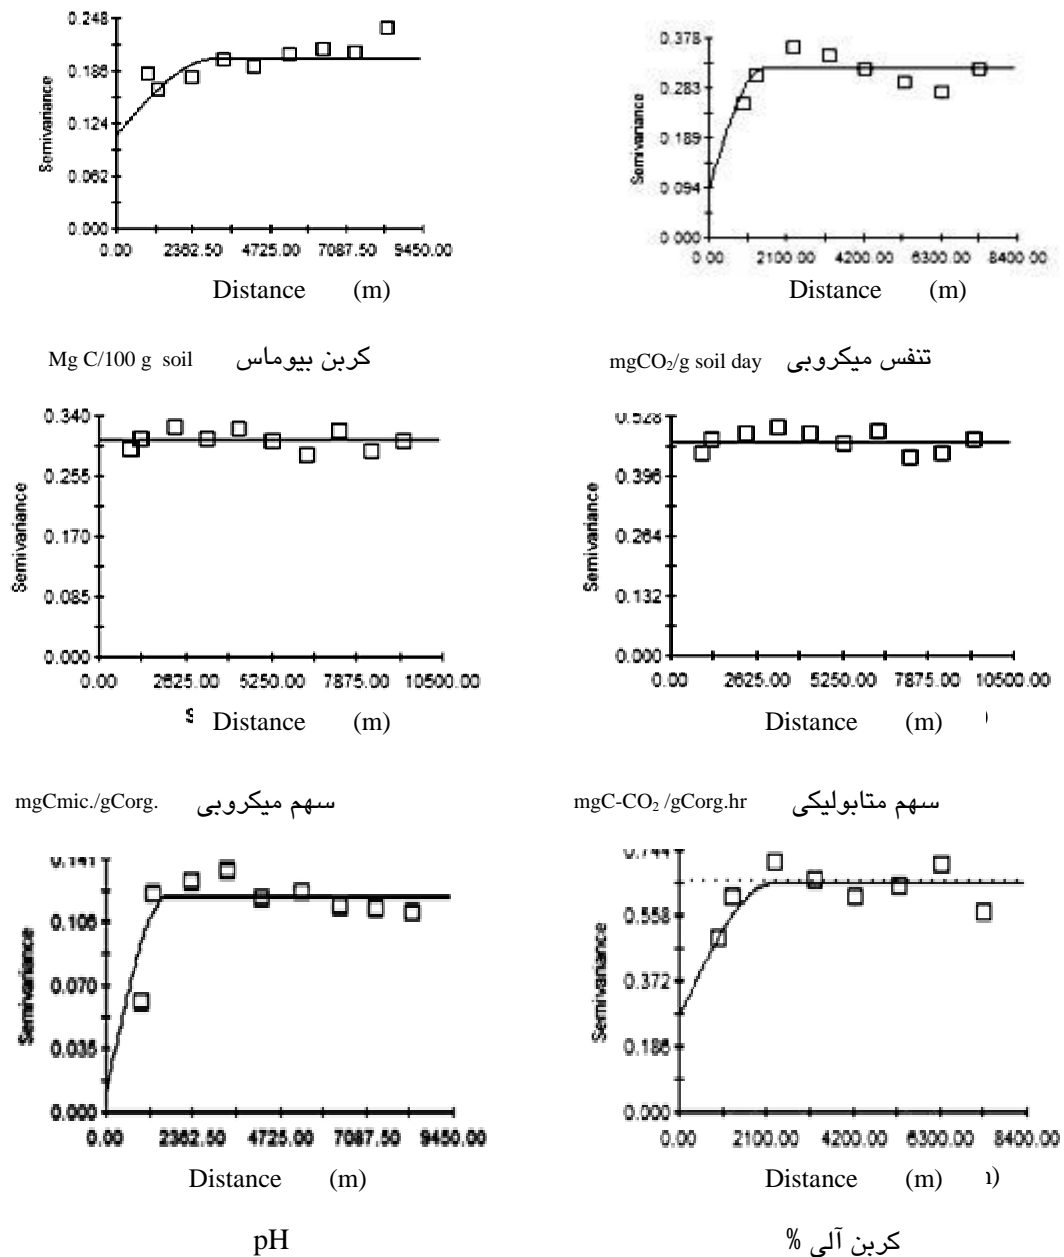 0.248
0.186
0.124
0.062
0.000
Semivariance
0.00 2362.50 4725.00 7087.50 9450.00
Distance (m)
Mg C/100 g soil کربن بیوماس
0.378
0.283
0.189
0.094
0.000
Semivariance
0.00 2100.00 4200.00 6300.00 8400.00
Distance (m)
mgCO₂/g soil day تنفس میکروبی
0.340
0.255
0.170
0.085
0.000
Semivariance
0.00 2625.00 5250.00 7875.00 10500.00
Distance (m)
mgCmic./gCorg. سهم میکروبی
0.528
0.396
0.264
0.132
0.000
Semivariance
0.00 2625.00 5250.00 7875.00 10500.00
Distance (m)
mgC-CO₂ /gCorg.hr سهم متابولیکی
0.141
0.106
0.070
0.035
0.000
Semivariance
0.00 2362.50 4725.00 7087.50 9450.00
Distance (m)
pH
0.744
0.558
0.372
0.186
0.000
Semivariance
0.00 2100.00 4200.00 6300.00 8400.00
Distance (m)
کربن آلی %